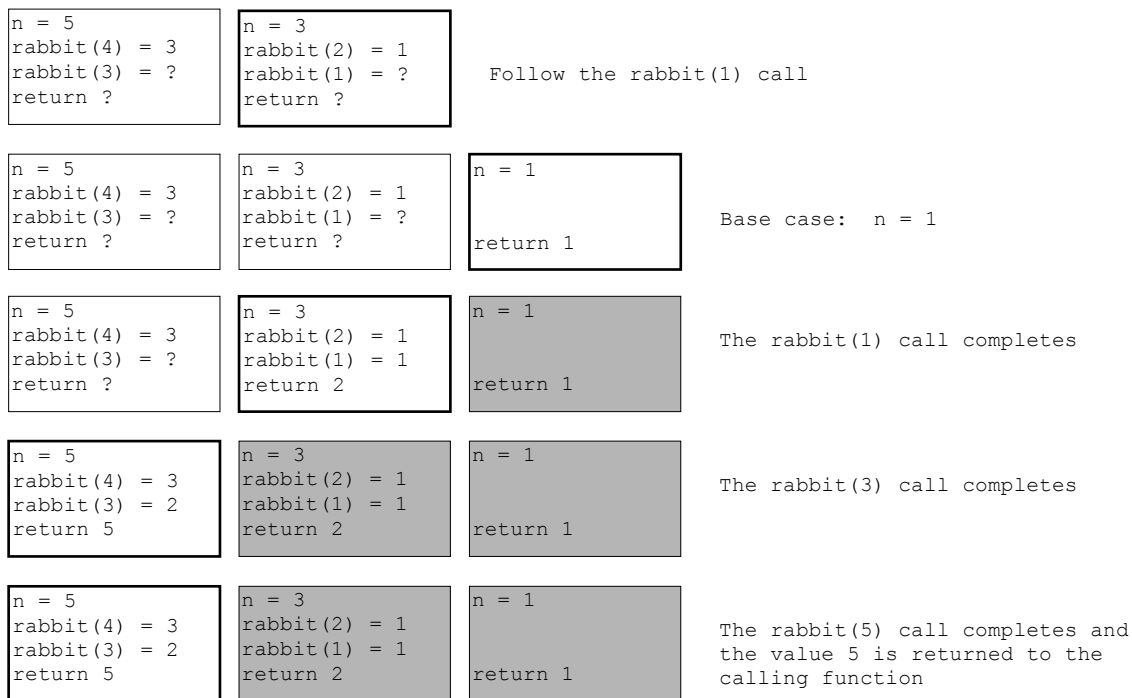 n = 5
rabbit(4) = 3
rabbit(3) = ?
return ?
n = 3
rabbit(2) = 1
rabbit(1) = ?
return ?
Follow the rabbit(1) call
n = 5
rabbit(4) = 3
rabbit(3) = ?
return ?
n = 3
rabbit(2) = 1
rabbit(1) = ?
return ?
n = 1
return 1
Base case:  n = 1
n = 5
rabbit(4) = 3
rabbit(3) = ?
return ?
n = 3
rabbit(2) = 1
rabbit(1) = 1
return 2
n = 1
return 1
The rabbit(1) call completes
n = 5
rabbit(4) = 3
rabbit(3) = 2
return 5
n = 3
rabbit(2) = 1
rabbit(1) = 1
return 2
n = 1
return 1
The rabbit(3) call completes
n = 5
rabbit(4) = 3
rabbit(3) = 2
return 5
n = 3
rabbit(2) = 1
rabbit(1) = 1
return 2
n = 1
return 1
The rabbit(5) call completes and
the value 5 is returned to the
calling function